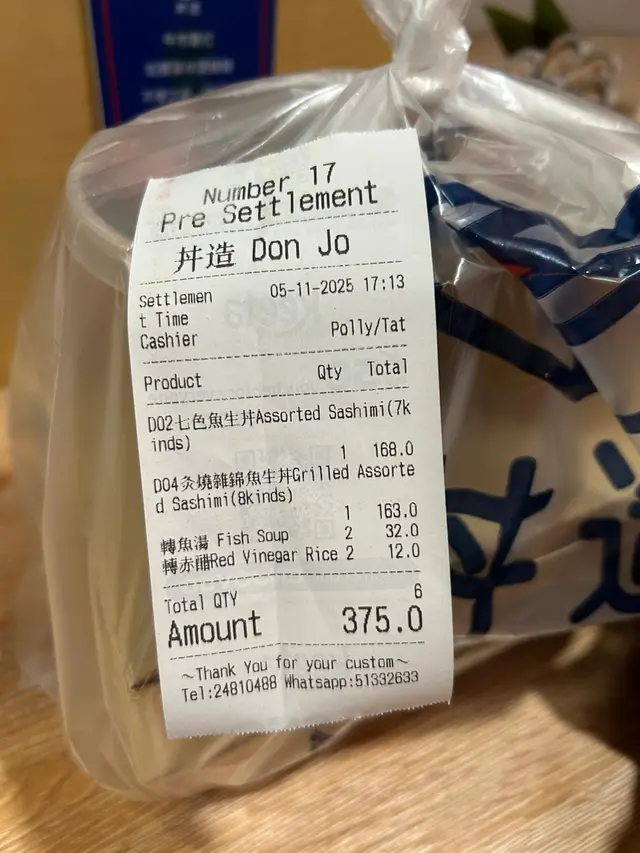 Number 17
Pre Settlement
丼造 Don Jo
Settlemen 05-11-2025 17:13
t Time
Cashier Polly/Tat
Product Qty Total
D02七色魚生丼Assorted Sashimi(7k
inds)
1 168.0
D04炙燒雜錦魚生丼Grilled Assorte
d Sashimi(8kinds)
1 163.0
轉魚湯 Fish Soup 2 32.0
轉赤醋Red Vinegar Rice 2 12.0
Total QTY 6
Amount 375.0
~Thank You for your custom~
Tel:24810488 Whatsapp:51332633
丼造